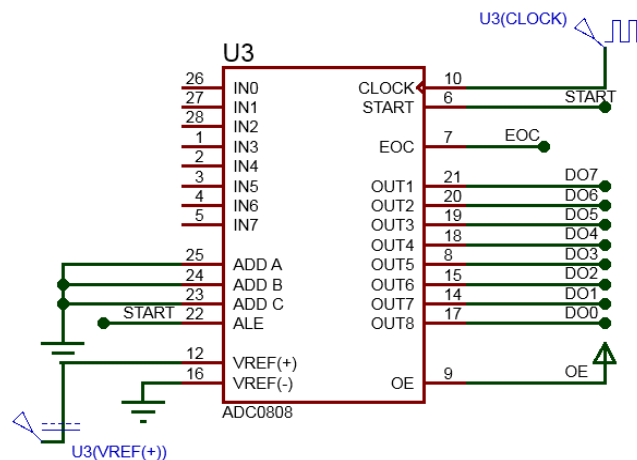 U3(CLOCK)
U3
26 IN0 CLOCK 10
27 IN1 START 6 START
28 IN2
1 IN3 EOC 7 EOC
2 IN4
3 IN5 OUT1 21 DO7
4 IN6 OUT2 20 DO6
5 IN7 OUT3 19 DO5
OUT4 18 DO4
25 ADD A OUT5 8 DO3
24 ADD B OUT6 15 DO2
23 ADD C OUT7 14 DO1
START 22 ALE OUT8 17 DO0
12 VREF(+)
16 VREF(-) OE 9 OE
ADC0808
U3(VREF(+))